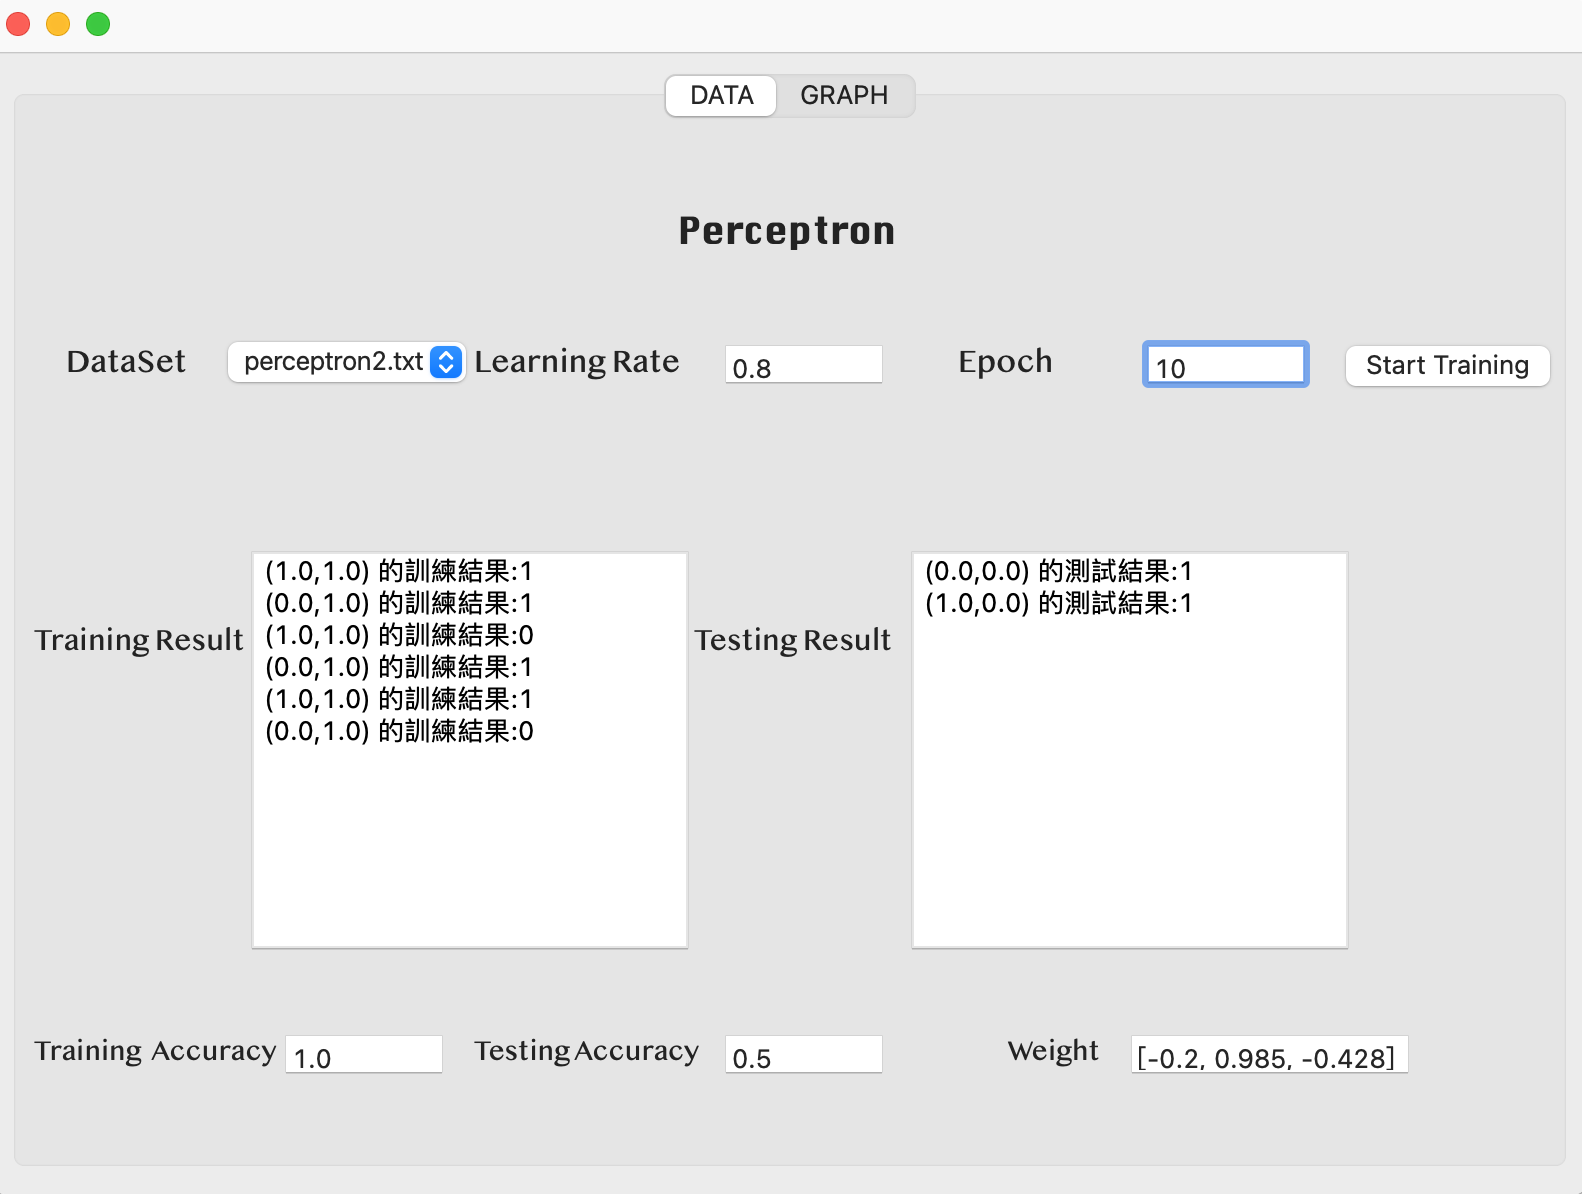 DATA GRAPH
Perceptron
DataSet perceptron2.txt Learning Rate 0.8 Epoch 10 Start Training
Training Result
(1.0,1.0) 的訓練結果:1
(0.0,1.0) 的訓練結果:1
(1.0,1.0) 的訓練結果:0
(0.0,1.0) 的訓練結果:1
(1.0,1.0) 的訓練結果:1
(0.0,1.0) 的訓練結果:0
Testing Result
(0.0,0.0) 的測試結果:1
(1.0,0.0) 的測試結果:1
Training Accuracy 1.0 Testing Accuracy 0.5 Weight [-0.2, 0.985, -0.428]